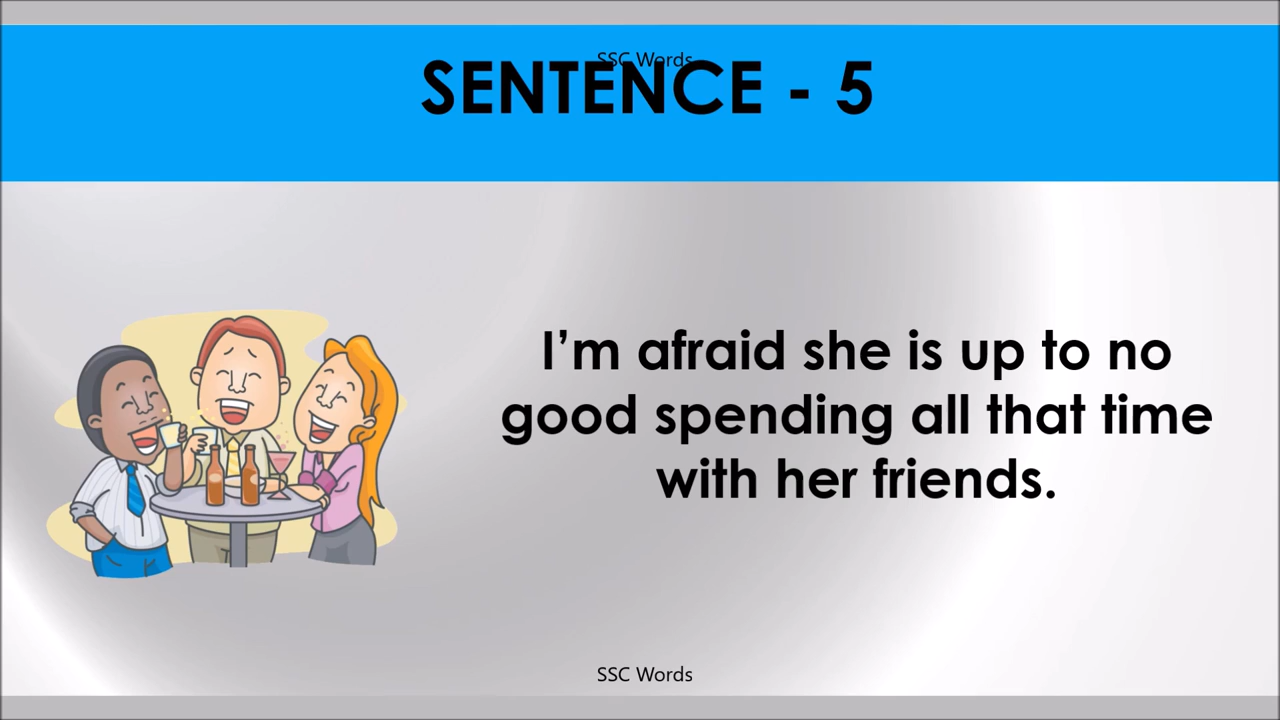 SSC Words
SENTENCE - 5
I’m afraid she is up to no
good spending all that time
with her friends.
SSC Words